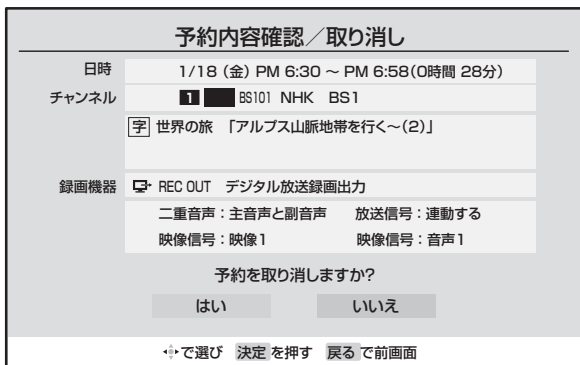 予約内容確認／取り消し
日時 1/18 (金) PM 6:30 ～ PM 6:58(0時間 28分)
チャンネル 1 BS101 NHK BS1
字 世界の旅 「アルプス山脈地帯を行く～(2)」
録画機器 REC OUT デジタル放送録画出力
二重音声：主音声と副音声 放送信号：連動する
映像信号：映像1 映像信号：音声1
予約を取り消しますか?
はい いいえ
で選び 決定 を押す 戻る で前画面